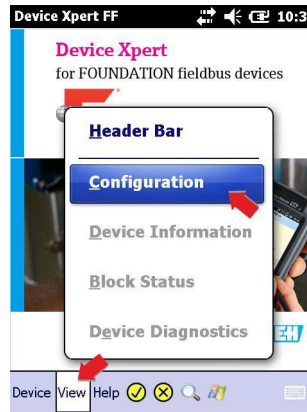 Device Xpert FF 10:3
Device Xpert
for FOUNDATION fieldbus devices
Header Bar
Configuration
Device Information
Block Status
Device Diagnostics
Device View Help